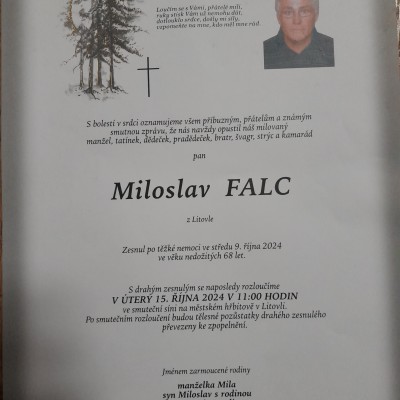 Loučím se s Vámi, přátelé milí,
ruky stisk Vám už nemohu dát,
dotlouklo srdce, došly mi síly,
vzpomeňte na mne, kdo měl mne rád.
S bolestí v srdci oznamujeme všem příbuzným, přátelům a známým
smutnou zprávu, že nás navždy opustil náš milovaný
manžel, tatínek, dědeček, pradědeček, bratr, švagr, strýc a kamarád
pan
Miloslav FALC
z Litovle
Zesnul po těžké nemoci ve středu 9. října 2024
ve věku nedožitých 68 let.
S drahým zesnulým se naposledy rozloučíme
V ÚTERÝ 15. ŘÍJNA 2024 V 11:00 HODIN
ve smuteční síni na městském hřbitově v Litovli.
Po smutečním rozloučení budou tělesné pozůstatky drahého zesnulého
převezeny ke zpopelnění.
Jménem zarmoucené rodiny
manželka Mila
syn Miloslav s rodinou